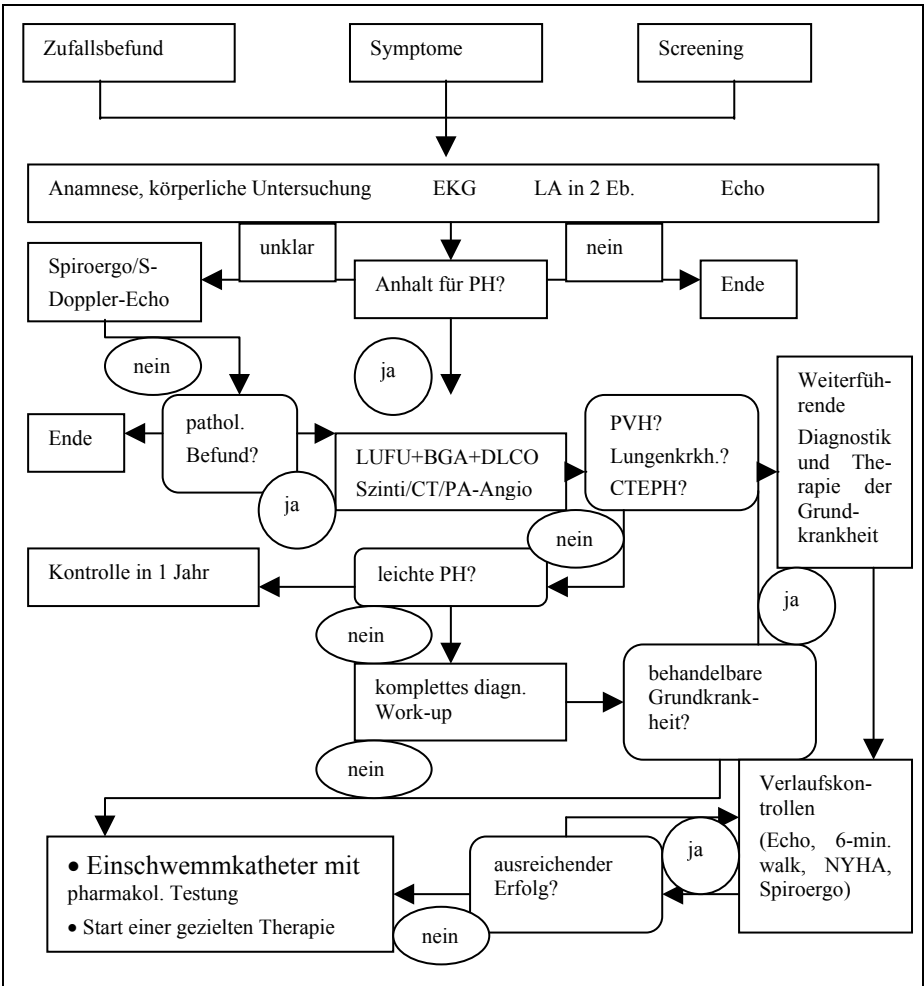 Zufallsbefund
Symptome
Screening
Anamnese, körperliche Untersuchung EKG LA in 2 Eb. Echo
unklar
nein
Spiroergo/S-
Doppler-Echo
Anhalt für PH?
Ende
nein
ja
Ende
pathol.
Befund?
ja
LUFU+BGA+DLCO
Szinti/CT/PA-Angio
PVH?
Lungenkrkh.?
CTEPH?
Weiterfüh-
rende
Diagnostik
und The-
rapie der
Grund-
krankheit
nein
Kontrolle in 1 Jahr
leichte PH?
ja
nein
komplettes diagn.
Work-up
behandelbare
Grundkrank-
heit?
nein
Verlaufskon-
trollen
(Echo, 6-min.
walk, NYHA,
Spiroergo)
• Einschwemmkatheter mit
pharmakol. Testung
• Start einer gezielten Therapie
ausreichender
Erfolg?
ja
nein